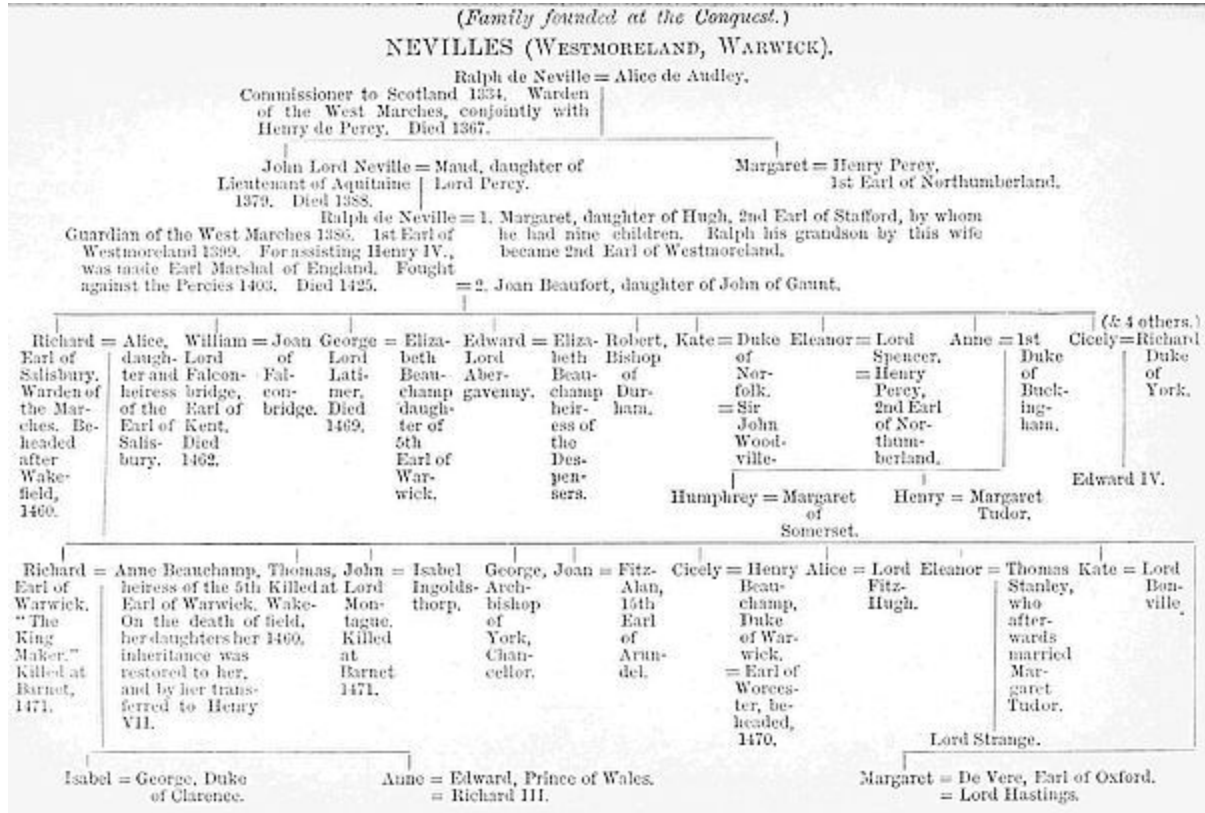 (Family founded at the Conquest.)
NEVILLES (WESTMORELAND, WARWICK).
Ralph de Neville = Alice de Audley.
Commissioner to Scotland 1334. Warden
of the West Marches, conjointly with
Henry de Percy. Died 1367.
John Lord Neville = Maud, daughter of
Lieutenant of Aquitaine Lord Percy.
1379. Died 1388.
Margaret = Henry Percy,
1st Earl of Northumberland.
Ralph de Neville = 1. Margaret, daughter of Hugh, 2nd Earl of Stafford, by whom
he had nine children. Ralph his grandson by this wife
became 2nd Earl of Westmoreland.
Guardian of the West Marches 1386. 1st Earl of
Westmoreland 1399. For assisting Henry IV.,
was made Earl Marshal of England. Fought
against the Percies 1403. Died 1425.
= 2. Joan Beaufort, daughter of John of Gaunt.
(& 4 others.)
Richard =
Earl of
Salisbury.
Warden of
the Mar-
ches. Be-
headed
after
Wake-
field,
1460.
Alice,
daugh-
ter and
heiress
of the
Earl of
Salis-
bury.
William =
Lord
Falcon-
bridge,
Earl of
Kent.
Died
1462.
Joan
of
Fal-
con-
bridge.
George =
Lord
Lati-
mer.
Died
1469.
Eliza-
beth
Beau-
champ
daugh-
ter of
5th
Earl of
War-
wick.
Edward =
Lord
Aber-
gavenny.
Eliza-
beth
Beau-
champ
heir-
ess of
the
Des-
pen-
sers.
Robert,
Bishop
of
Dur-
ham.
Kate = Duke
of
Nor-
folk.
= Sir
John
Wood-
ville-
Eleanor = Lord
Spencer.
= Henry
Percy,
2nd Earl
of Nor-
thum-
berland.
Anne = 1st
Duke
of
Buck-
ing-
ham.
Cicely = Richard
Duke
of
York.
Humphrey = Margaret
of
Somerset.
Henry = Margaret
Tudor.
Edward IV.
Richard =
Earl of
Warwick.
"The
King
Maker."
Killed at
Barnet,
1471.
Anne Beauchamp,
heiress of the 5th
Earl of Warwick.
On the death of
her daughters her
inheritance was
restored to her,
and by her trans-
ferred to Henry
VII.
Thomas,
Killed at
Wake-
field,
1460.
John =
Lord
Mon-
tague.
Killed
at
Barnet
1471.
Isabel
Ingolds-
thorp.
George,
Arch-
bishop
of
York,
Chan-
cellor.
Joan = Fitz-
Alan,
15th
Earl
of
Arun-
del.
Cicely = Henry
Beau-
champ,
Duke
of War-
wick.
= Earl of
Worces-
ter, be-
headed,
1470.
Alice = Lord
Fitz-
Hugh.
Eleanor = Thomas
Stanley,
who
after-
wards
married
Mar-
garet
Tudor.
Kate = Lord
Bon-
ville
Lord Strange.
Isabel = George, Duke
of Clarence.
Anne = Edward, Prince of Wales.
= Richard III.
Margaret = De Vere, Earl of Oxford.
= Lord Hastings.